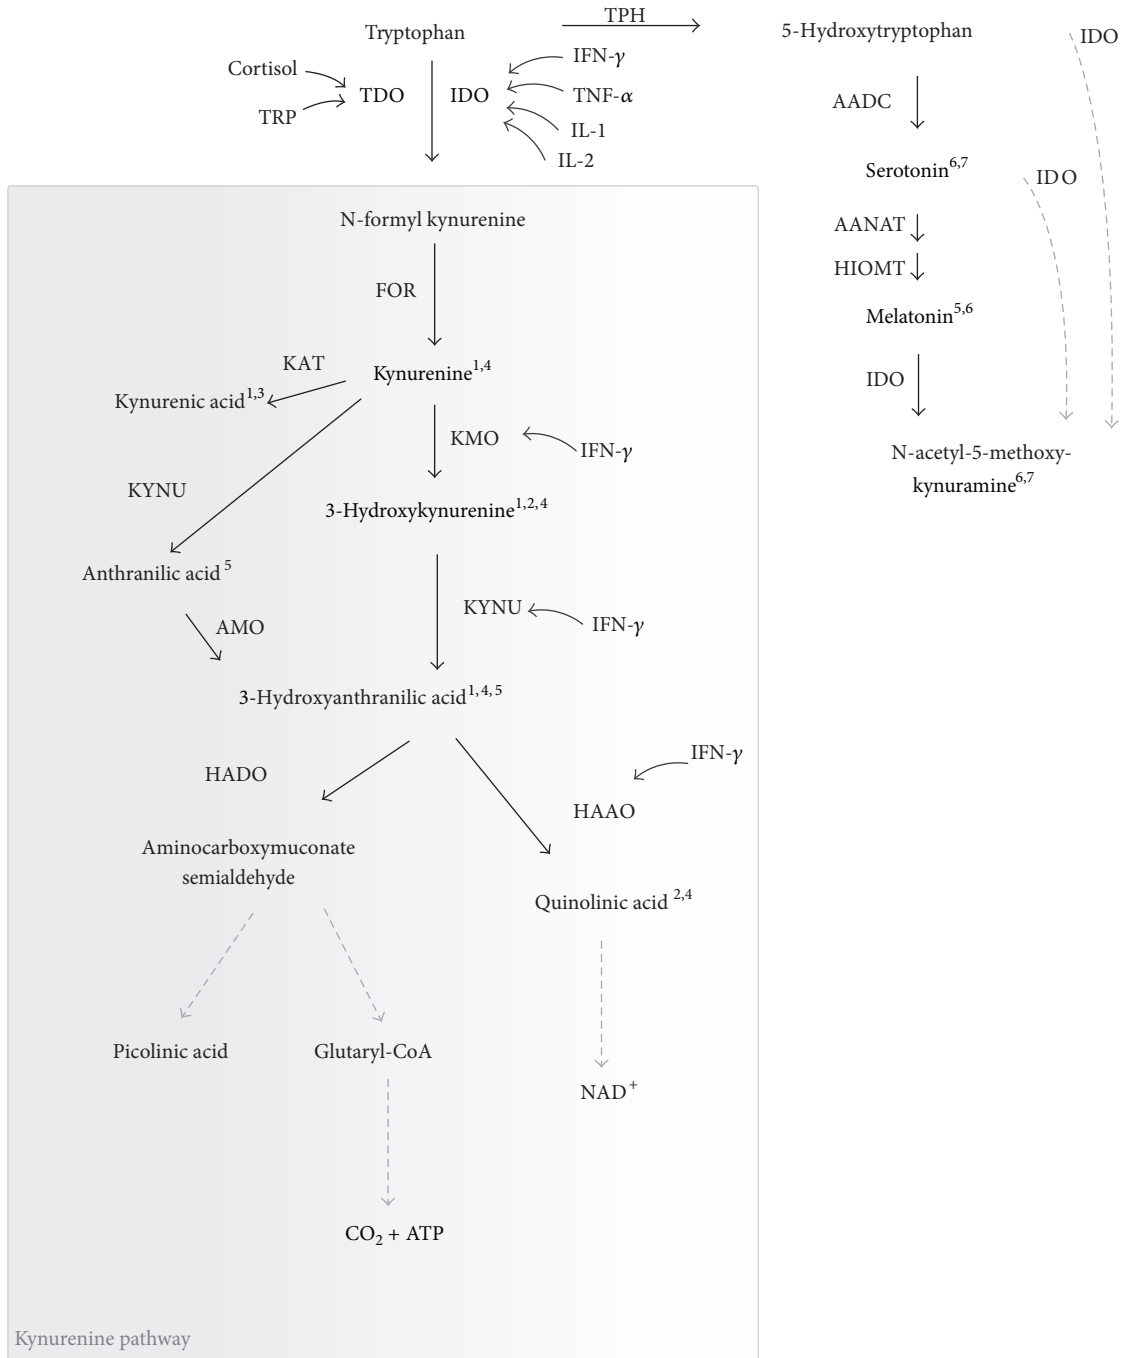 TPH
Tryptophan
5-Hydroxytryptophan
IDO
IFN-γ
Cortisol
TDO
IDO
TNF-α
AADC
TRP
IL-1
IL-2
Serotonin6,7
IDO
N-formyl kynurenine
AANAT
HIOMT
FOR
Melatonin5,6
KAT
Kynurenine1,4
IDO
Kynurenic acid1,3
KMO
IFN-γ
N-acetyl-5-methoxy-
kynuramine6,7
KYNU
3-Hydroxykynurenine1,2,4
Anthranilic acid5
KYNU
IFN-γ
AMO
3-Hydroxyanthranilic acid1,4,5
IFN-γ
HADO
HAAO
Aminocarboxymuconate
semialdehyde
Quinolinic acid2,4
Picolinic acid
Glutaryl-CoA
NAD+
CO2 + ATP
Kynurenine pathway